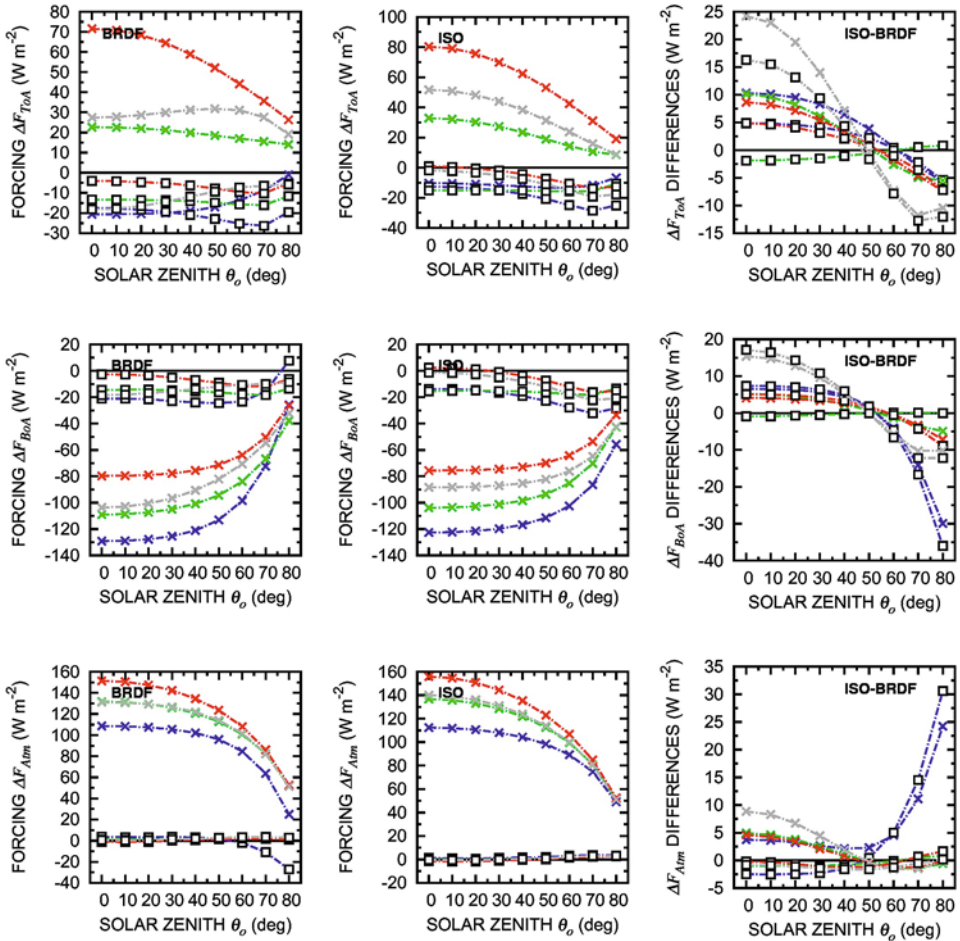 FORCING ΔF_ToA (W m⁻²)
30 20 10 0 -10 -20 -30
80 70 60 50 40
BRDF
0 10 20 30 40 50 60 70 80
SOLAR ZENITH θ_o (deg)
FORCING ΔF_ToA (W m⁻²)
100 80 60 40 20 0 -20 -40
ISO
0 10 20 30 40 50 60 70 80
SOLAR ZENITH θ_o (deg)
ΔF_ToA DIFFERENCES (W m⁻²)
25 20 15 10 5 0 -5 -10 -15
ISO-BRDF
0 10 20 30 40 50 60 70 80
SOLAR ZENITH θ_o (deg)
FORCING ΔF_BoA (W m⁻²)
20 0 -20 -40 -60 -80 -100 -120 -140
BRDF
0 10 20 30 40 50 60 70 80
SOLAR ZENITH θ_o (deg)
FORCING ΔF_BoA (W m⁻²)
20 0 -20 -40 -60 -80 -100 -120 -140
ISO
0 10 20 30 40 50 60 70 80
SOLAR ZENITH θ_o (deg)
ΔF_BoA DIFFERENCES (W m⁻²)
20 10 0 -10 -20 -30 -40
ISO-BRDF
0 10 20 30 40 50 60 70 80
SOLAR ZENITH θ_o (deg)
FORCING ΔF_Atm (W m⁻²)
160 140 120 100 80 60 40 20 0 -20 -40
BRDF
0 10 20 30 40 50 60 70 80
SOLAR ZENITH θ_o (deg)
FORCING ΔF_Atm (W m⁻²)
160 140 120 100 80 60 40 20 0 -20
ISO
0 10 20 30 40 50 60 70 80
SOLAR ZENITH θ_o (deg)
ΔF_Atm DIFFERENCES (W m⁻²)
35 30 25 20 15 10 5 0 -5
ISO-BRDF
0 10 20 30 40 50 60 70 80
SOLAR ZENITH θ_o (deg)